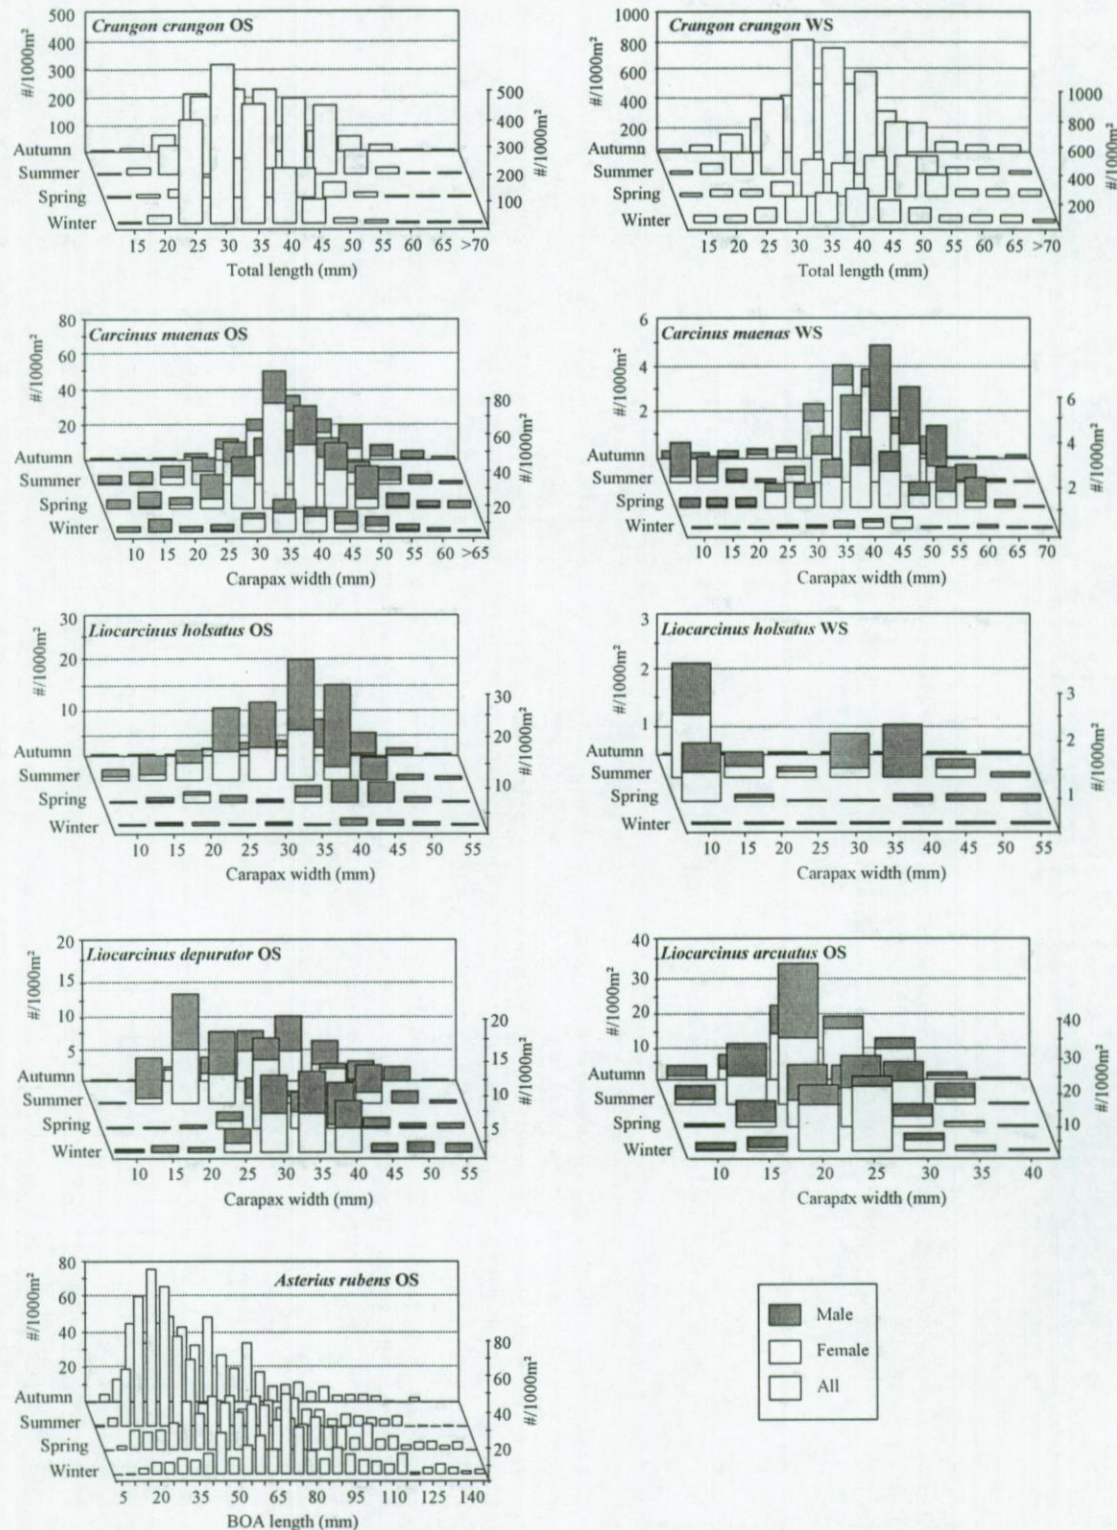 Crangon crangon OS
#/1000m²
500
400
300
200
100
Autumn
Summer
Spring
Winter
500
400
300
200
100
#/1000m²
15 20 25 30 35 40 45 55 60 65 >70
Total length (mm)
Crangon crangon WS
#/1000m²
1000
800
600
400
200
Autumn
Summer
Spring
Winter
1000
800
600
400
200
#/1000m²
15 20 25 30 35 40 45 55 60 65 >70
Total length (mm)
Carcinus maenas OS
#/1000m²
80
60
40
20
Autumn
Summer
Spring
Winter
80
60
40
20
#/1000m²
10 15 20 25 30 35 40 45 55 60 >65
Carapax width (mm)
Carcinus maenas WS
#/1000m²
6
4
2
Autumn
Summer
Spring
Winter
6
4
2
#/1000m²
10 15 20 25 30 35 40 45 50 55 60 65 70
Carapax width (mm)
Liocarcinus holsatus OS
#/1000m²
30
20
10
Autumn
Summer
Spring
Winter
30
20
10
#/1000m²
10 15 20 25 30 35 40 45 50 55
Carapax width (mm)
Liocarcinus holsatus WS
#/1000m²
3
2
1
Autumn
Summer
Spring
Winter
3
2
1
#/1000m²
10 15 20 25 30 35 40 45 55
Carapax width (mm)
Liocarcinus depurator OS
#/1000m²
20
15
10
5
Autumn
Summer
Spring
Winter
20
15
10
5
#/1000m²
10 15 20 25 30 35 40 45 50 55
Carapax width (mm)
Liocarcinus arcuatus OS
#/1000m²
40
30
20
10
Autumn
Summer
Spring
Winter
40
30
20
10
#/1000m²
10 15 20 25 30 35 40
Carapax width (mm)
Asterias rubens OS
#/1000m²
80
60
40
20
Autumn
Summer
Spring
Winter
80
60
40
20
#/1000m²
5 20 35 50 65 80 95 110 125 140
BOA length (mm)
Male
Female
All